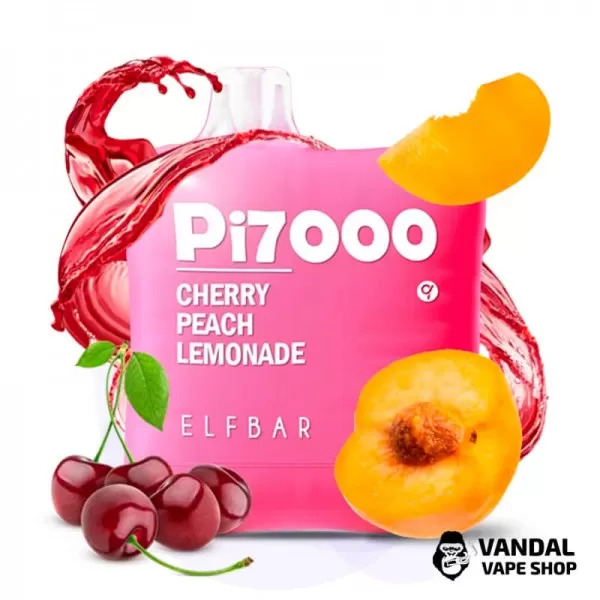 Pi7000
CHERRY
PEACH
LEMONADE
ELFBAR
VANDAL
VAPE SHOP